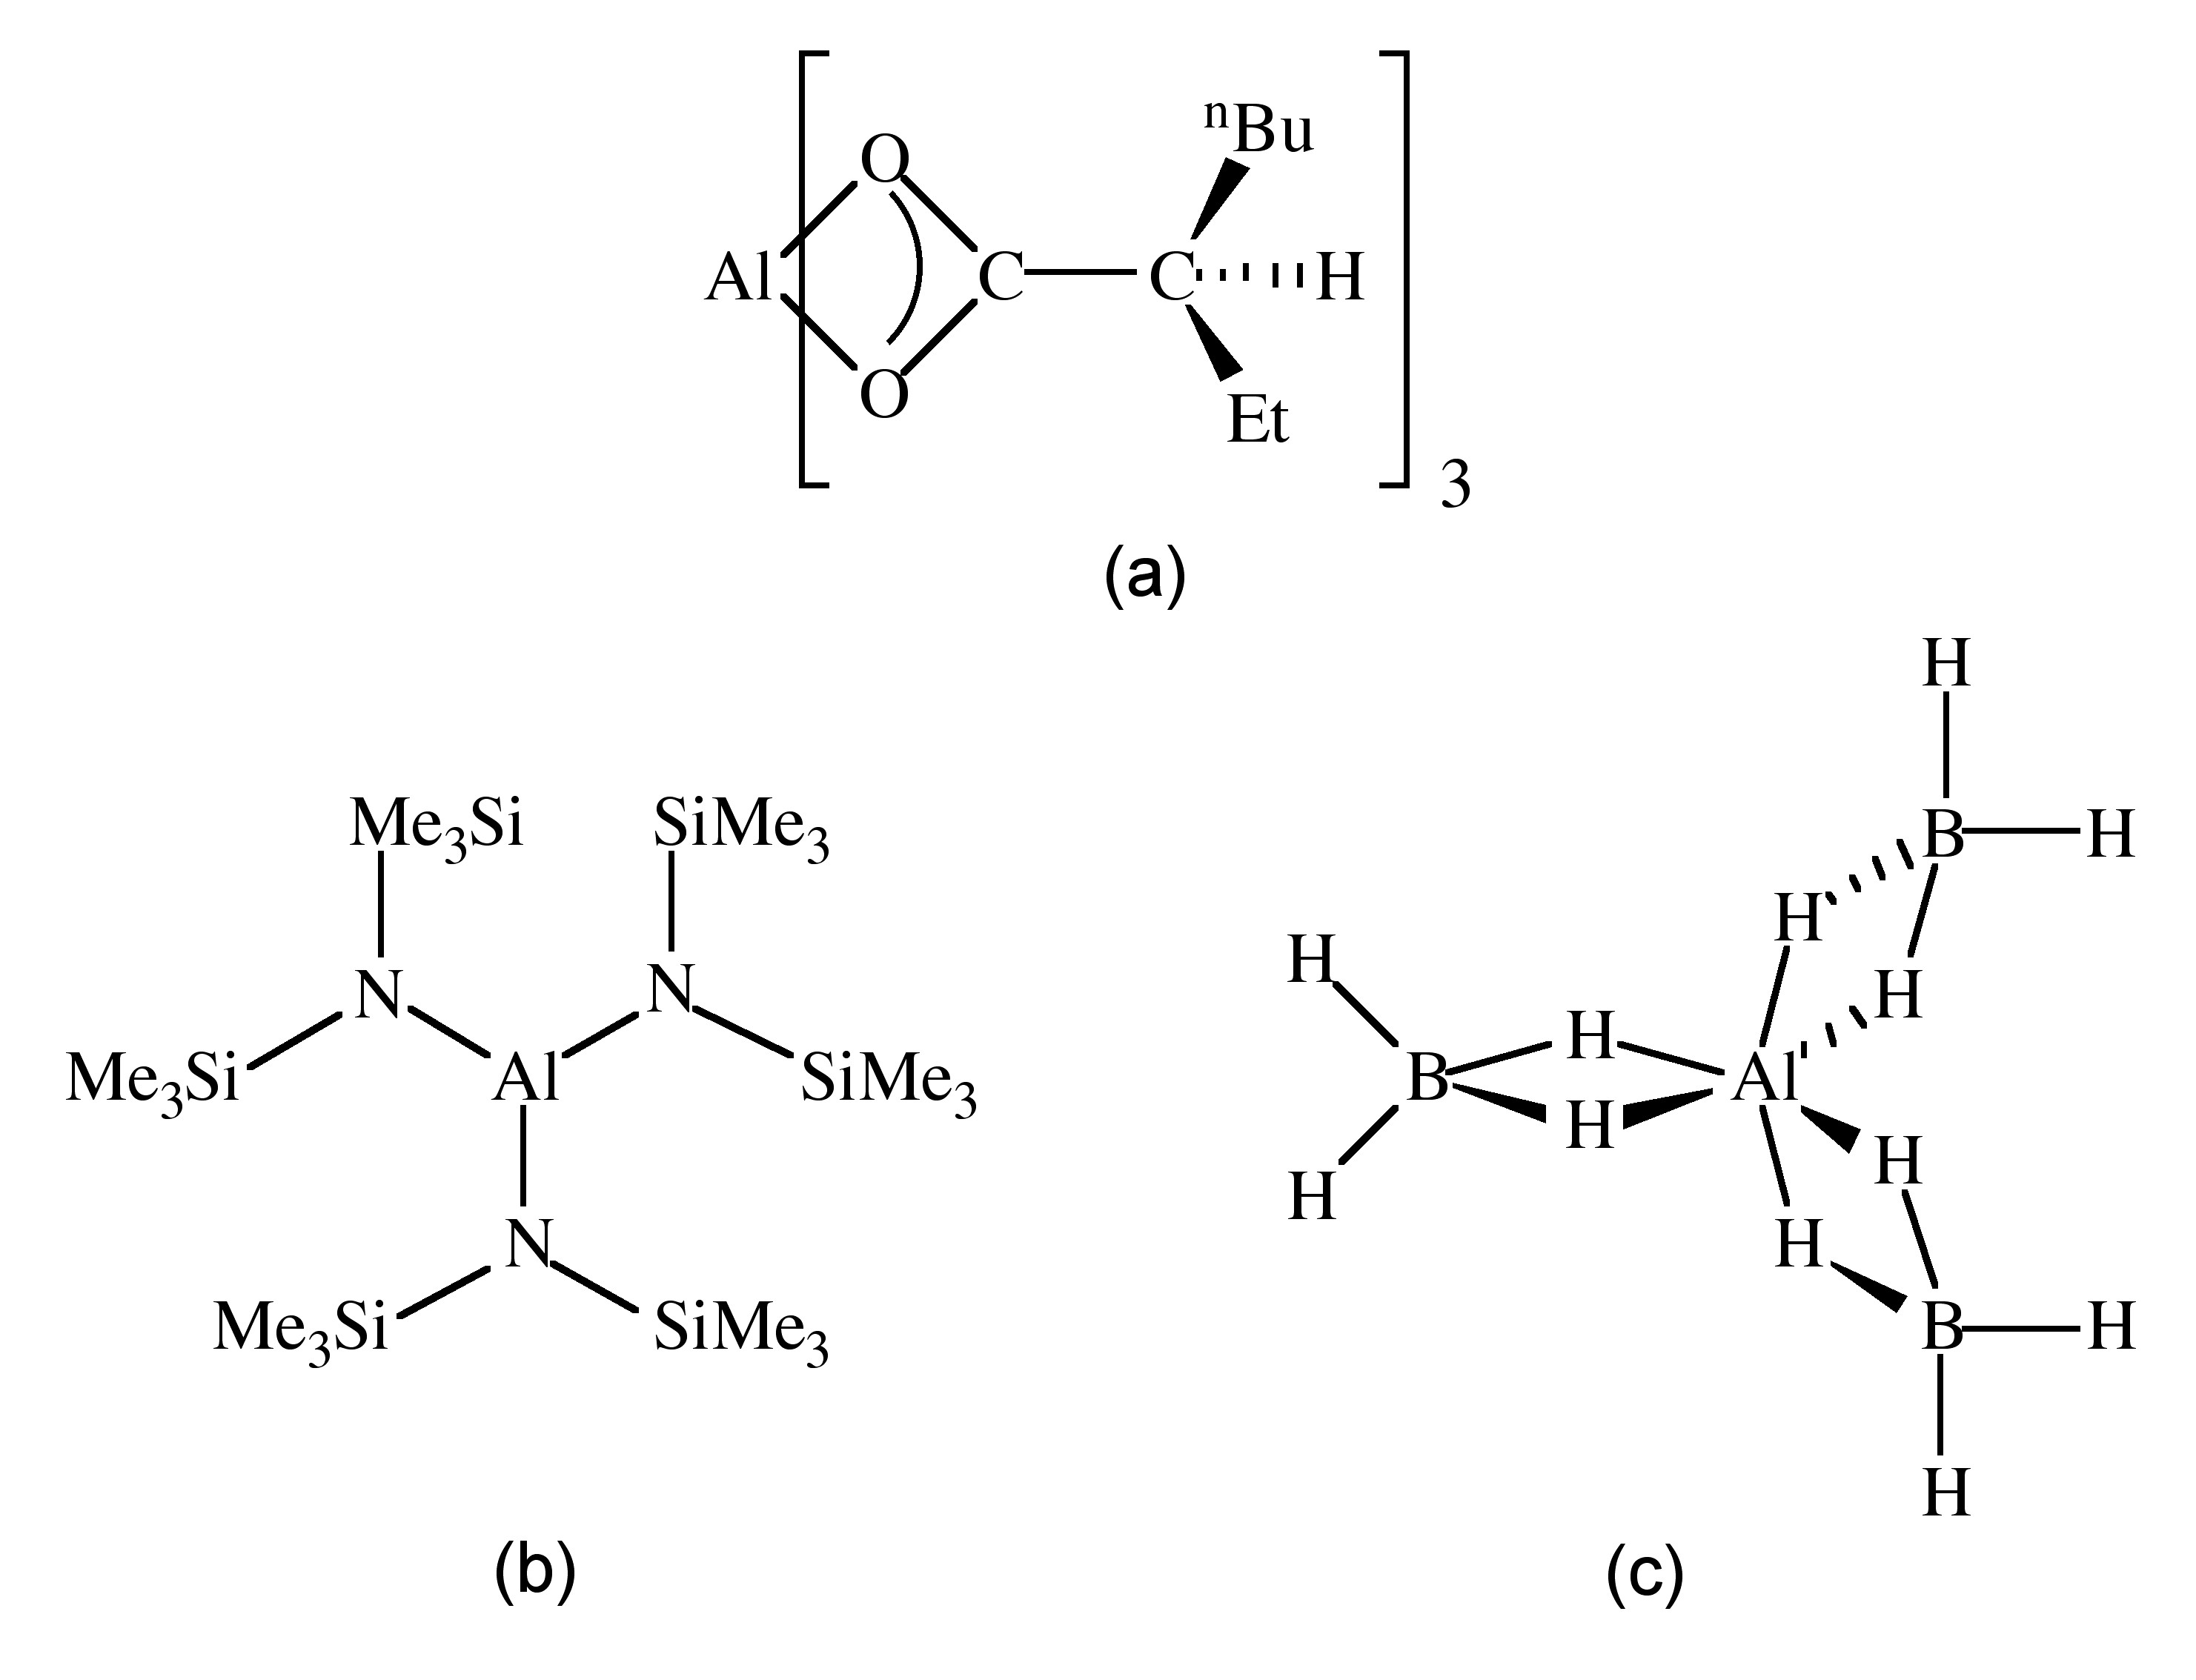 nBu
O
Al C C H
O
Et
3
(a)
H
Me3Si SiMe3
B H
H
H
N N H
H
Me3Si Al SiMe3 B Al
H
H
H
N H
Me3Si SiMe3 B H
H
(b) (c)